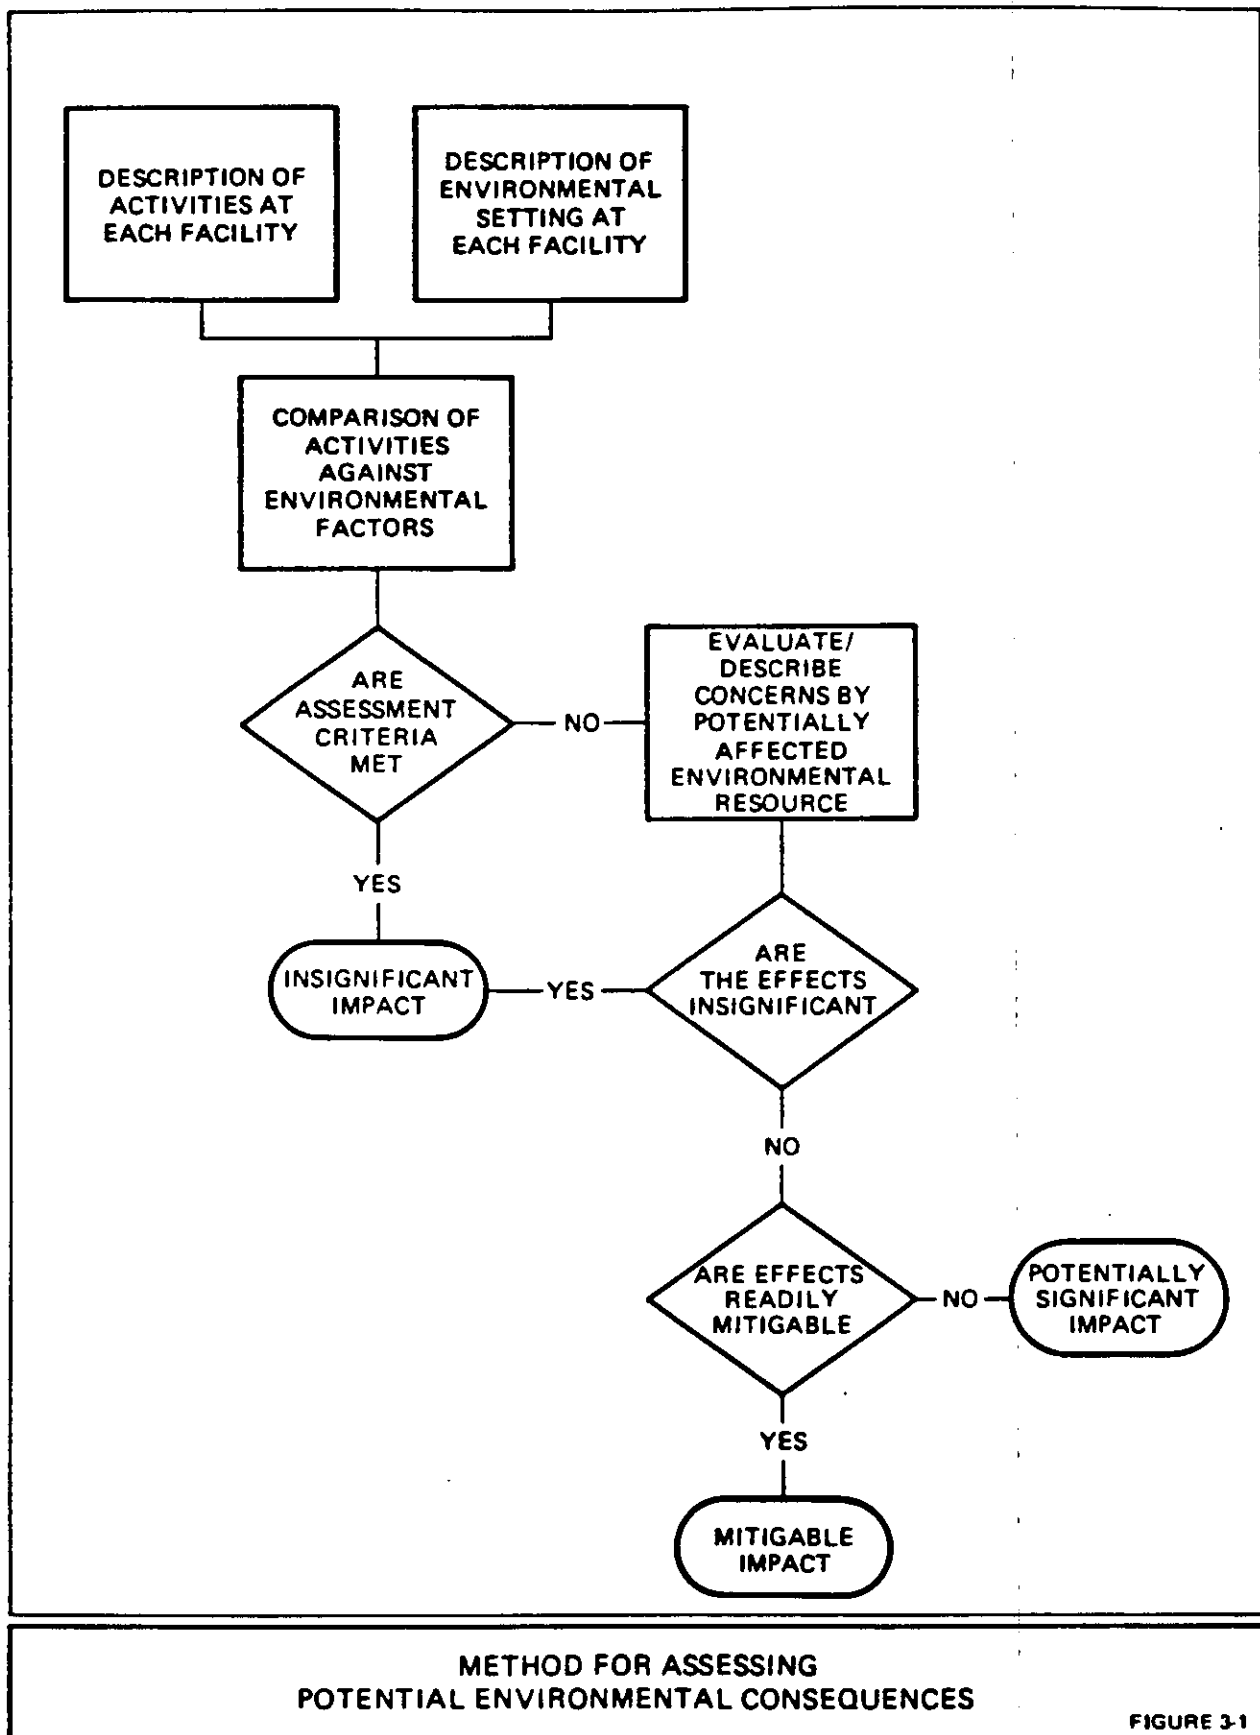 DESCRIPTION OF
ACTIVITIES AT
EACH FACILITY
DESCRIPTION OF
ENVIRONMENTAL
SETTING AT
EACH FACILITY
COMPARISON OF
ACTIVITIES
AGAINST
ENVIRONMENTAL
FACTORS
ARE
ASSESSMENT
CRITERIA
MET
NO
EVALUATE/
DESCRIBE
CONCERNS BY
POTENTIALLY
AFFECTED
ENVIRONMENTAL
RESOURCE
YES
INSIGNIFICANT
IMPACT
YES
ARE
THE EFFECTS
INSIGNIFICANT
NO
ARE EFFECTS
READILY
MITIGABLE
NO
POTENTIALLY
SIGNIFICANT
IMPACT
YES
MITIGABLE
IMPACT
METHOD FOR ASSESSING
POTENTIAL ENVIRONMENTAL CONSEQUENCES
FIGURE 3-1